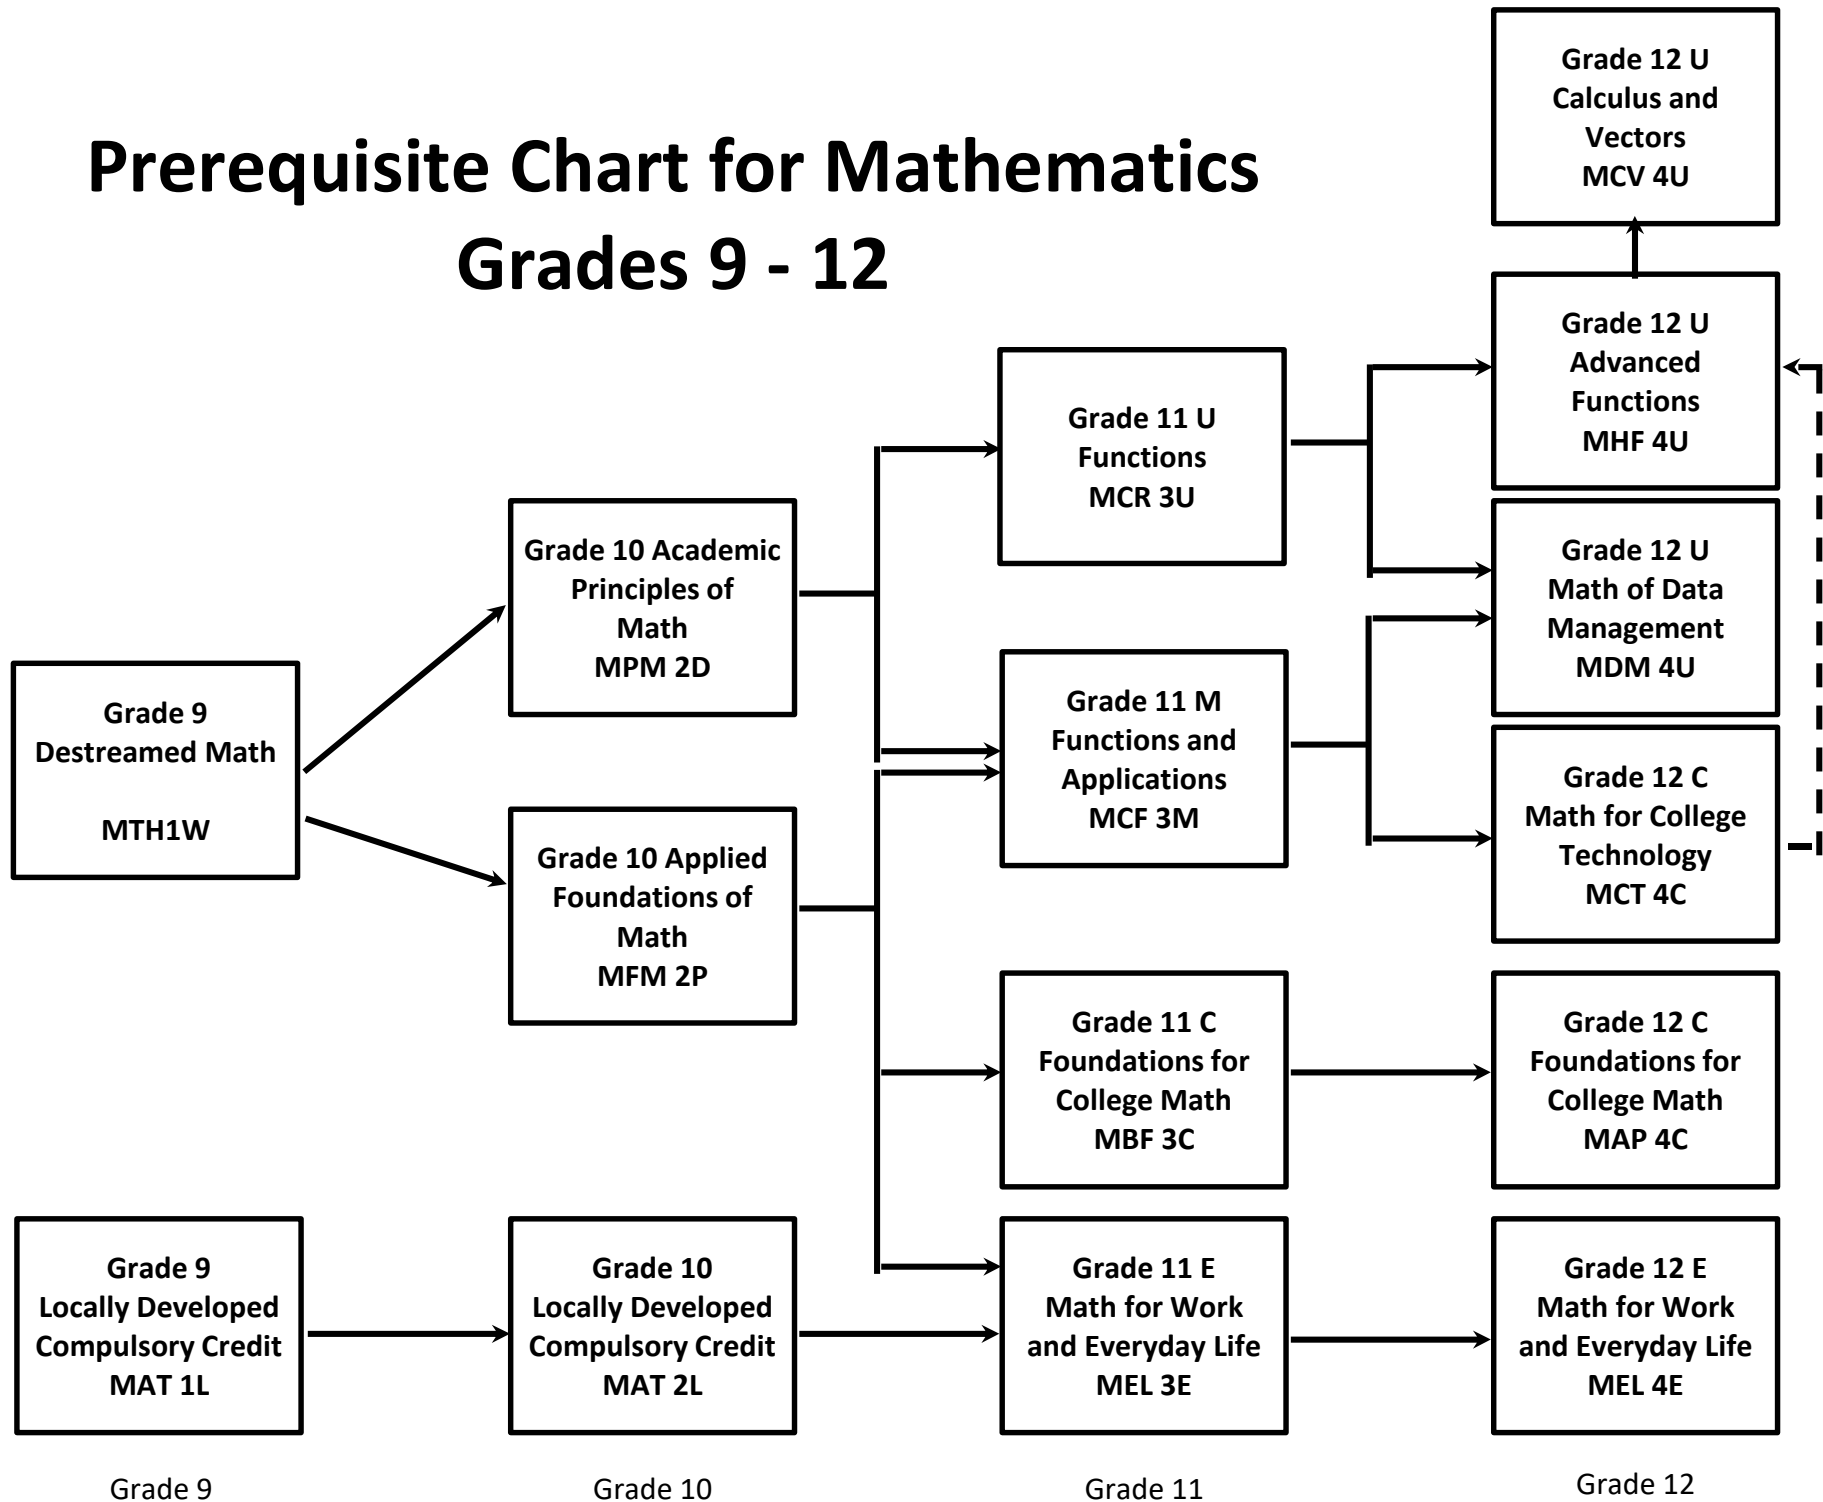 Prerequisite Chart for Mathematics
Grades 9 - 12
Grade 9
Destreamed Math
MTH1W
Grade 9
Locally Developed
Compulsory Credit
MAT 1L
Grade 10 Academic
Principles of
Math
MPM 2D
Grade 10 Applied
Foundations of
Math
MFM 2P
Grade 10
Locally Developed
Compulsory Credit
MAT 2L
Grade 11 U
Functions
MCR 3U
Grade 11 M
Functions and
Applications
MCF 3M
Grade 11 C
Foundations for
College Math
MBF 3C
Grade 11 E
Math for Work
and Everyday Life
MEL 3E
Grade 12 U
Calculus and
Vectors
MCV 4U
Grade 12 U
Advanced
Functions
MHF 4U
Grade 12 U
Math of Data
Management
MDM 4U
Grade 12 C
Math for College
Technology
MCT 4C
Grade 12 C
Foundations for
College Math
MAP 4C
Grade 12 E
Math for Work
and Everyday Life
MEL 4E
Grade 9
Grade 10
Grade 11
Grade 12